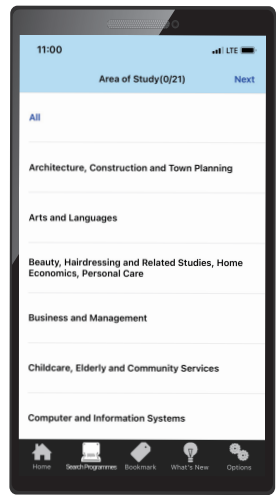 11:00 LTE
Area of Study(0/21) Next
All
Architecture, Construction and Town Planning
Arts and Languages
Beauty, Hairdressing and Related Studies, Home
Economics, Personal Care
Business and Management
Childcare, Elderly and Community Services
Computer and Information Systems
Home Search Programmes Bookmark What's New Options